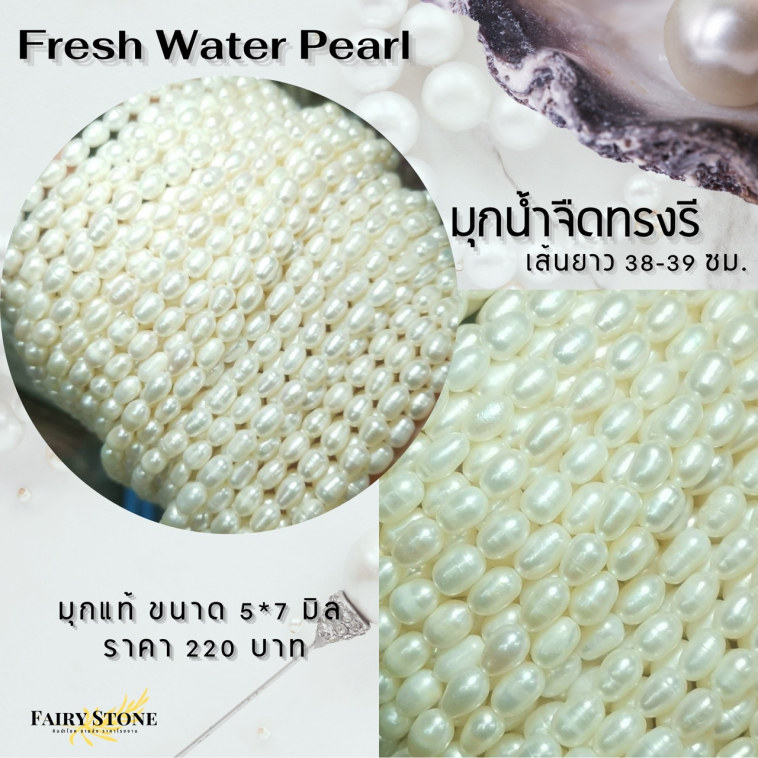 Fresh Water Pearl
มุกน้ำจืดทรงรี
เส้นยาว 38-39 ซม.
มุกแท้ ขนาด 5*7 มิล
ราคา 220 บาท
FAIRY STONE